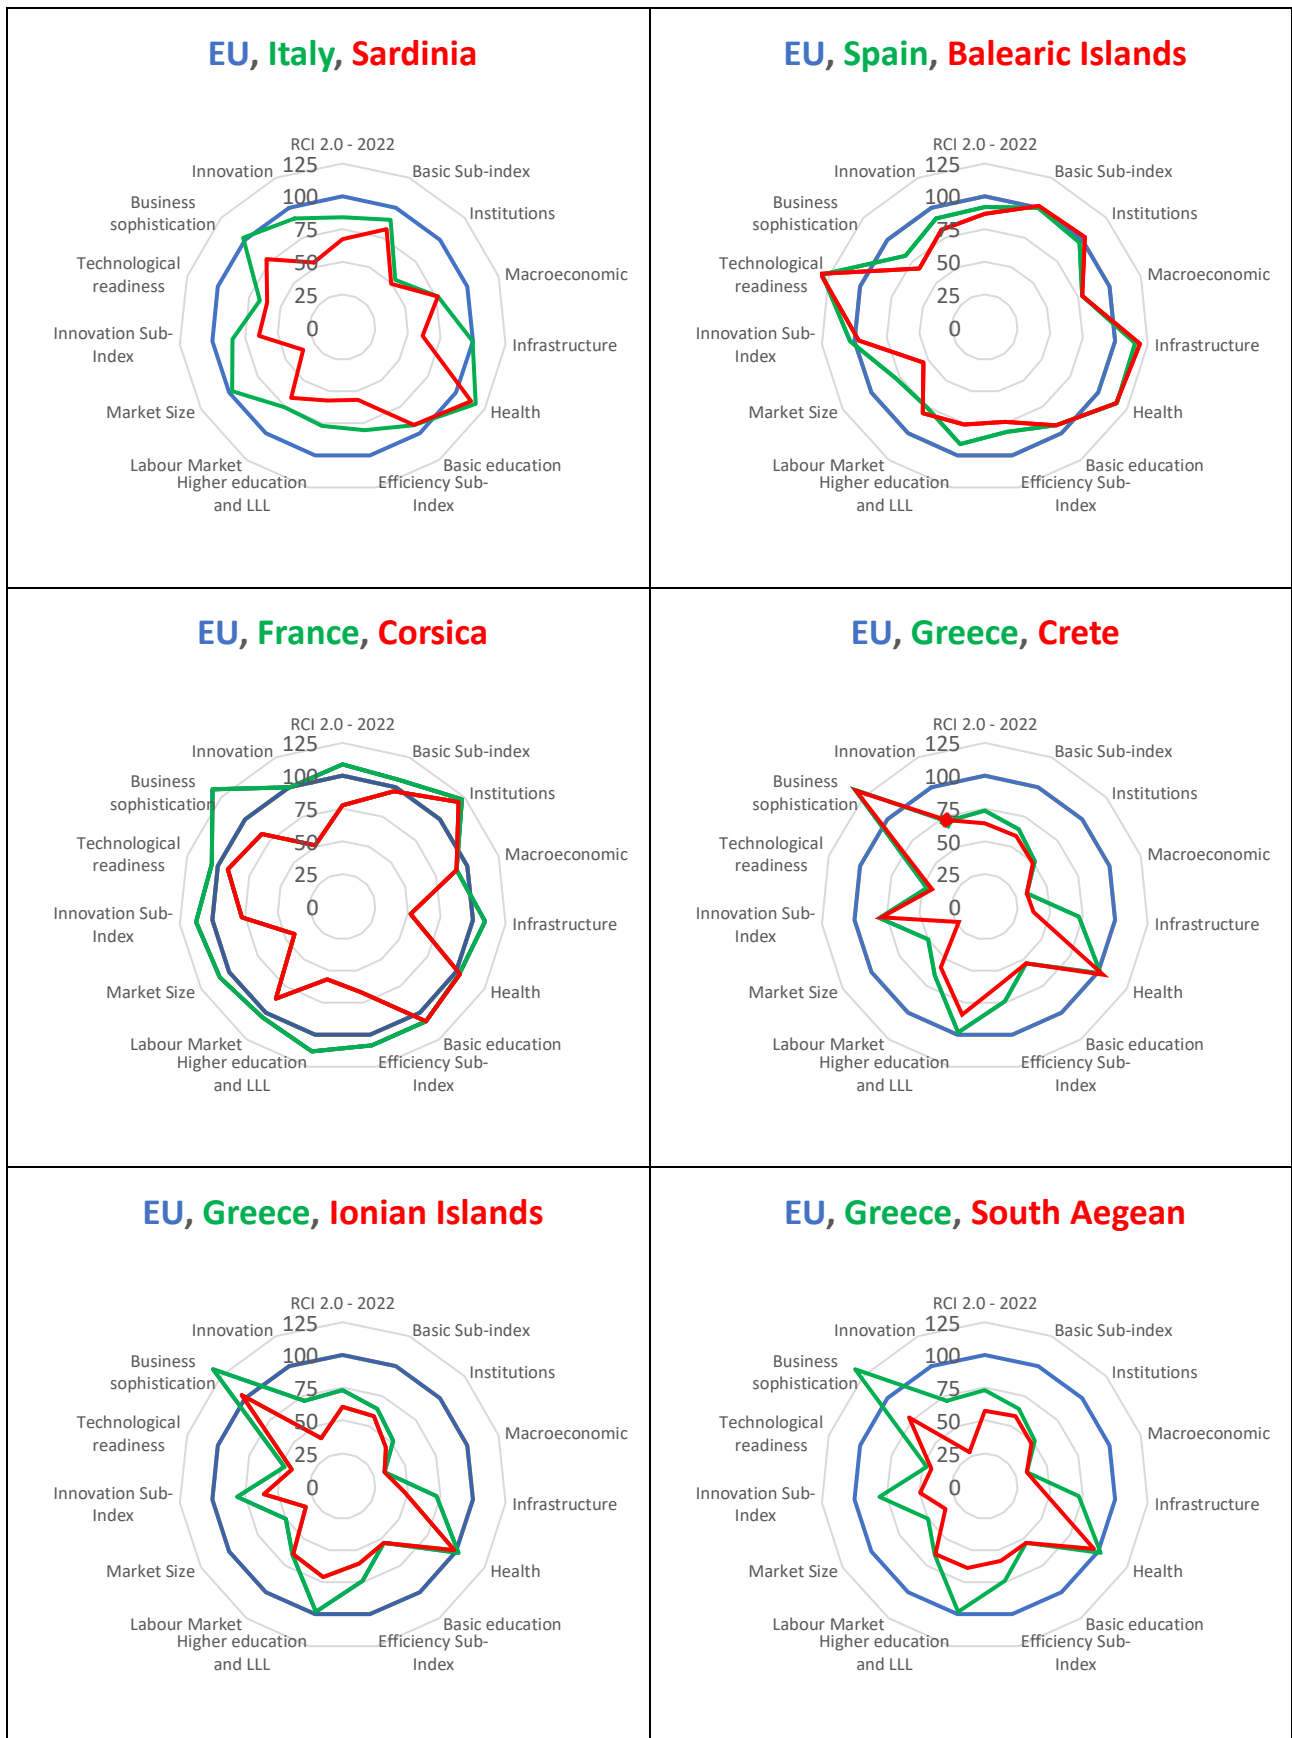 EU, Italy, Sardinia
RCI 2.0 - 2022
Basic Sub-index
Institutions
Macroeconomic
Infrastructure
Health
Basic education
Efficiency Sub-
Index
Higher education
and LLL
Labour Market
Market Size
Innovation Sub-
Index
Technological
readiness
Business
sophistication
Innovation
125
100
75
50
25
0
EU, Spain, Balearic Islands
RCI 2.0 - 2022
Basic Sub-index
Institutions
Macroeconomic
Infrastructure
Health
Basic education
Efficiency Sub-
Index
Higher education
and LLL
Labour Market
Market Size
Innovation Sub-
Index
Technological
readiness
Business
sophistication
Innovation
125
100
75
50
25
0
EU, France, Corsica
RCI 2.0 - 2022
Basic Sub-index
Institutions
Macroeconomic
Infrastructure
Health
Basic education
Efficiency Sub-
Index
Higher education
and LLL
Labour Market
Market Size
Innovation Sub-
Index
Technological
readiness
Business
sophistication
Innovation
125
100
75
50
25
0
EU, Greece, Crete
RCI 2.0 - 2022
Basic Sub-index
Institutions
Macroeconomic
Infrastructure
Health
Basic education
Efficiency Sub-
Index
Higher education
and LLL
Labour Market
Market Size
Innovation Sub-
Index
Technological
readiness
Business
sophistication
Innovation
125
100
75
50
25
0
EU, Greece, Ionian Islands
RCI 2.0 - 2022
Basic Sub-index
Institutions
Macroeconomic
Infrastructure
Health
Basic education
Efficiency Sub-
Index
Higher education
and LLL
Labour Market
Market Size
Innovation Sub-
Index
Technological
readiness
Business
sophistication
Innovation
125
100
75
50
25
0
EU, Greece, South Aegean
RCI 2.0 - 2022
Basic Sub-index
Institutions
Macroeconomic
Infrastructure
Health
Basic education
Efficiency Sub-
Index
Higher education
and LLL
Labour Market
Market Size
Innovation Sub-
Index
Technological
readiness
Business
sophistication
Innovation
125
100
75
50
25
0